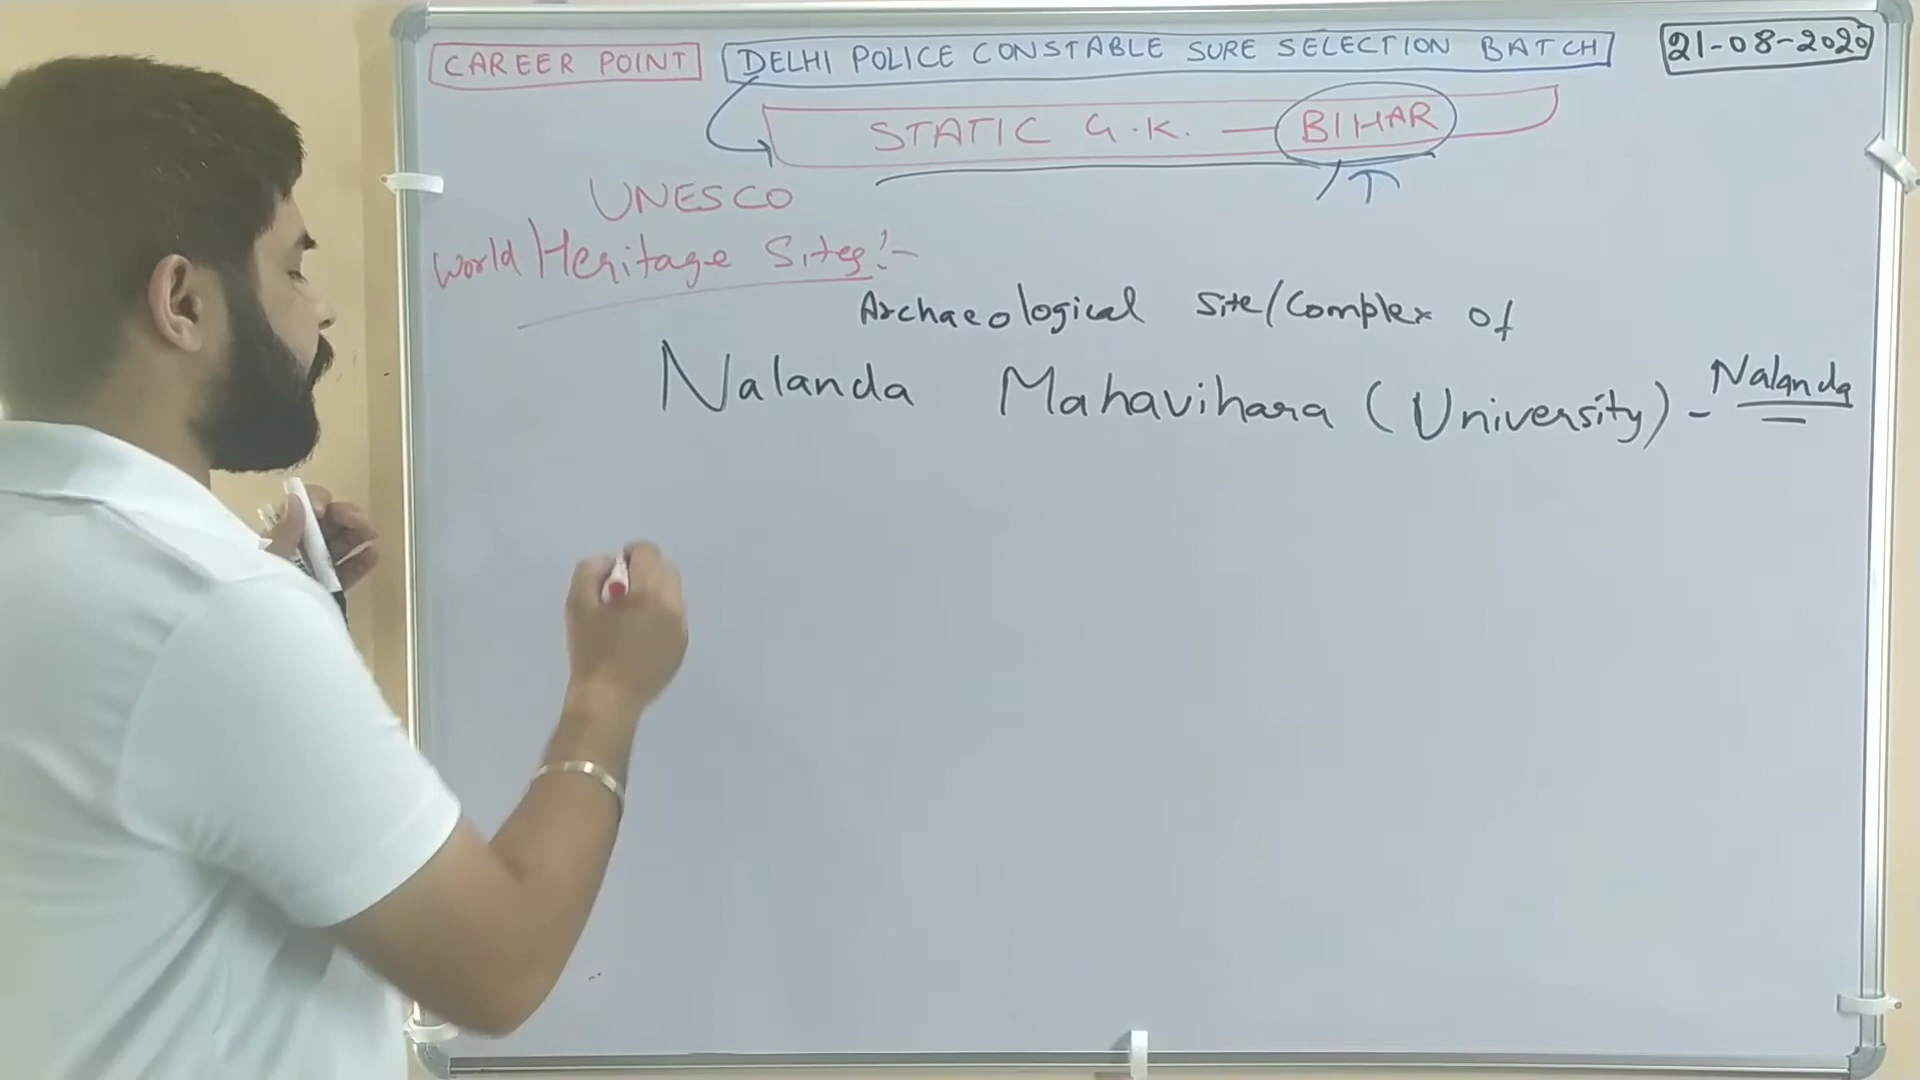 CAREER POINT DELHI POLICE CONSTABLE SURE SELECTION BATCH 21-08-2020
STATIC G.K. — BIHAR
UNESCO
World Heritage Sites:-
Archaeological Site/Complex of
Nalanda Mahavihara (University) - Nalanda